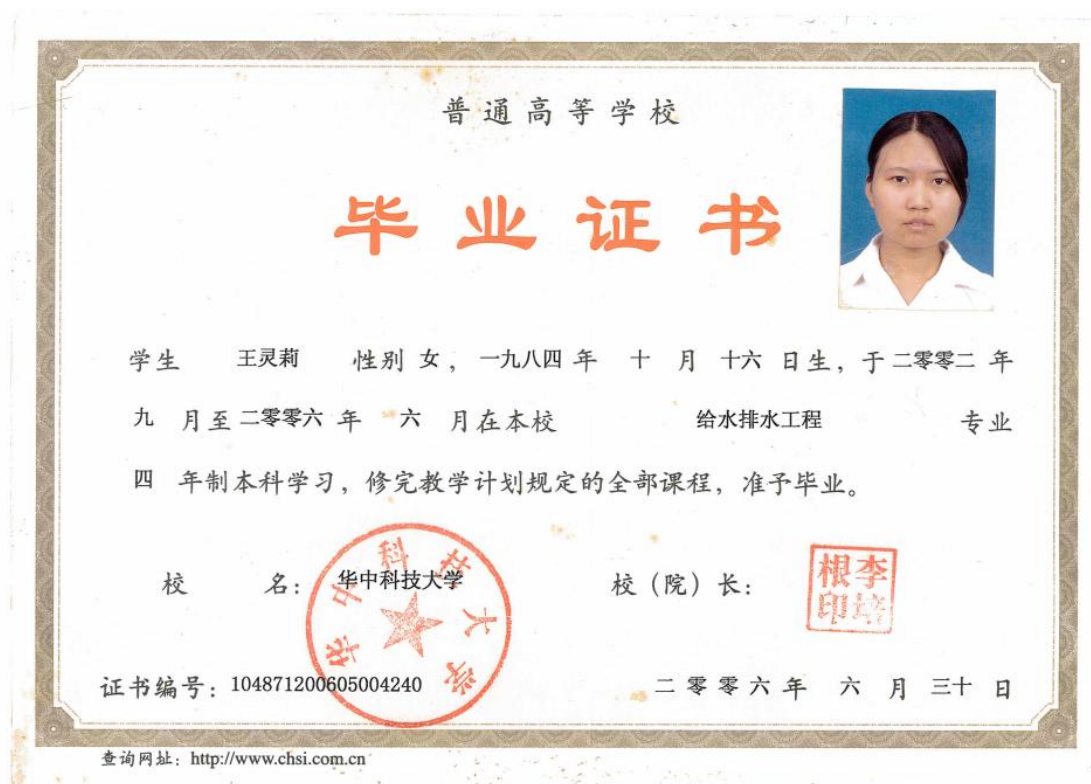 普通高等学校
毕业证书
学生 王灵莉 性别 女，一九八四 年 十 月 十六 日生，于 二零零二 年
九 月至 二零零六 年 六 月在本校 给水排水工程 专业
四 年制本科学习，修完教学计划规定的全部课程，准予毕业。
校 名：华中科技大学 校（院）长：
华中科技大学
李培根印
证书编号：104871200605004240 二零零六年 六 月 三十 日
查询网址：http://www.chsi.com.cn